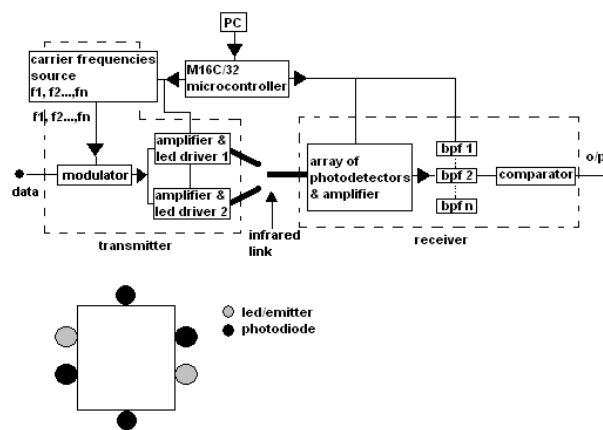 PC
carrier frequencies
source
f1, f2...,fn
M16C/32
microcontroller
f1, f2...,fn
amplifier &
led driver 1
data
modulator
amplifier &
led driver 2
transmitter
infrared
link
array of
photodetectors
& amplifier
bpf 1
bpf 2
bpf n
comparator
o/p
receiver
led/emitter
photodiode